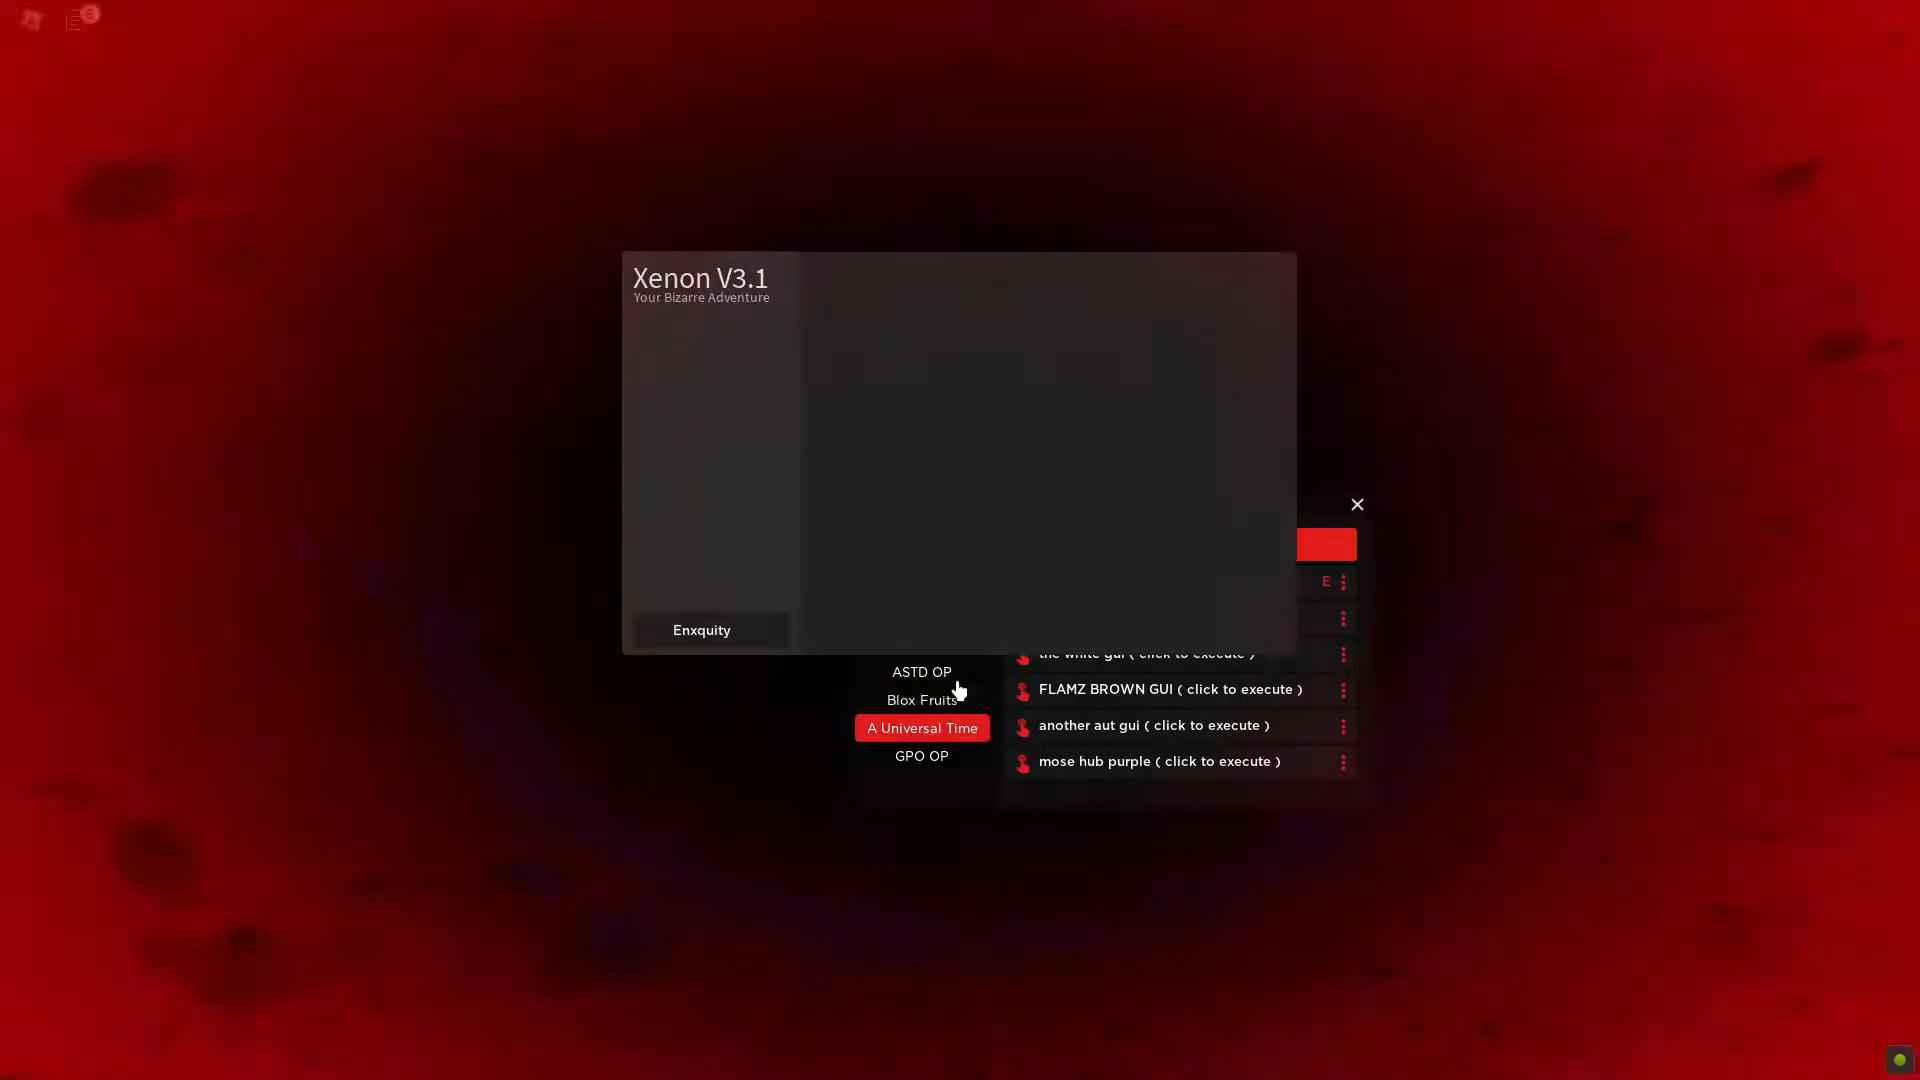 Xenon V3.1
Your Bizarre Adventure
E
Enxquity
the white gui ( click to execute )
ASTD OP
FLAMZ BROWN GUI ( click to execute )
Blox Fruits
A Universal Time
another aut gui ( click to execute )
GPO OP
mose hub purple ( click to execute )